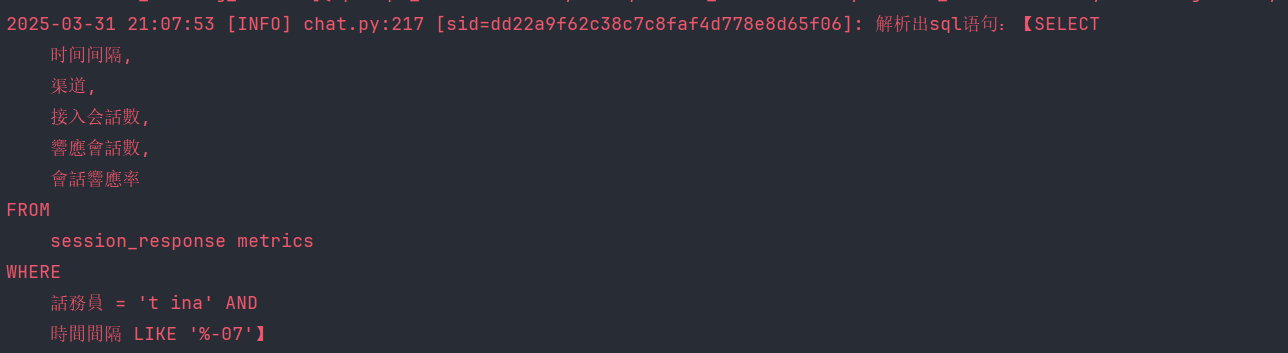 2025-03-31 21:07:53 [INFO] chat.py:217 [sid=dd22a9f62c38c7c8faf4d778e8d65f06]: 解析出sql语句：【SELECT
    时间间隔,
    渠道,
    接入会話數,
    響應會話數,
    會話響應率
FROM
    session_response metrics
WHERE
    話務員 = 't ina' AND
    時間間隔 LIKE '%-07'】